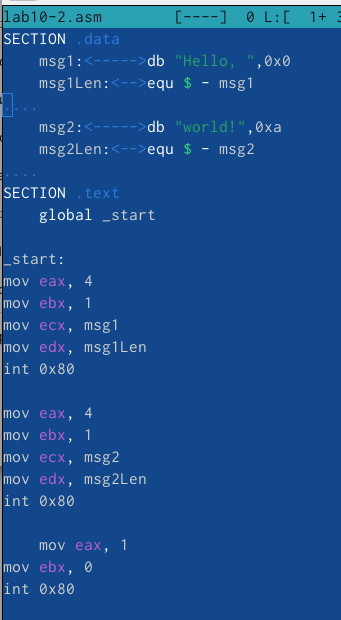 lab10-2.asm [----] 0 L:[ 1+ 3
SECTION .data
msg1:<----->db "Hello, ",0x0
msg1Len:<-->equ $ - msg1
....
msg2:<----->db "world!",0xa
msg2Len:<-->equ $ - msg2
....
SECTION .text
global _start
_start:
mov eax, 4
mov ebx, 1
mov ecx, msg1
mov edx, msg1Len
int 0x80
mov eax, 4
mov ebx, 1
mov ecx, msg2
mov edx, msg2Len
int 0x80
mov eax, 1
mov ebx, 0
int 0x80